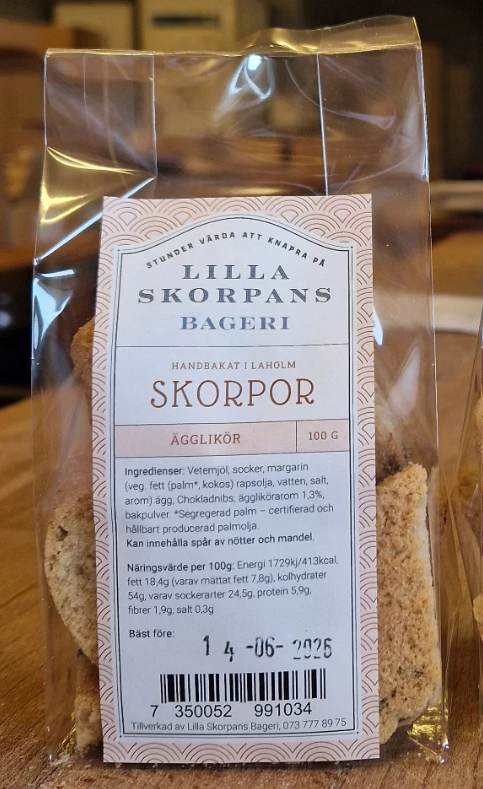 STUNDER VÄRDA ATT KNAPRA PÅ
LILLA
SKORPANS
BAGERI
HANDBAKAT I LAHOLM
SKORPOR
ÄGGLIKÖR 100 G
Ingredienser: Vetemjöl, socker, margarin
(veg. fett (palm*, kokos) rapsolja, vatten, salt,
arom) ägg, Chokladnibs, ägglikörarom 1,3%,
bakpulver. *Segregerad palm – certifierad och
hållbart producerad palmolja.
Kan innehålla spår av nötter och mandel.
Näringsvärde per 100g: Energi 1729kj/413kcal,
fett 18,4g (varav mättat fett 7,8g), kolhydrater
54g, varav sockerarter 24,5g, protein 5,9g,
fibrer 1,9g, salt 0,3g
Bäst före:
14-06-2025
7 350052 991034
Tillverkad av Lilla Skorpans Bageri, 073 777 89 75